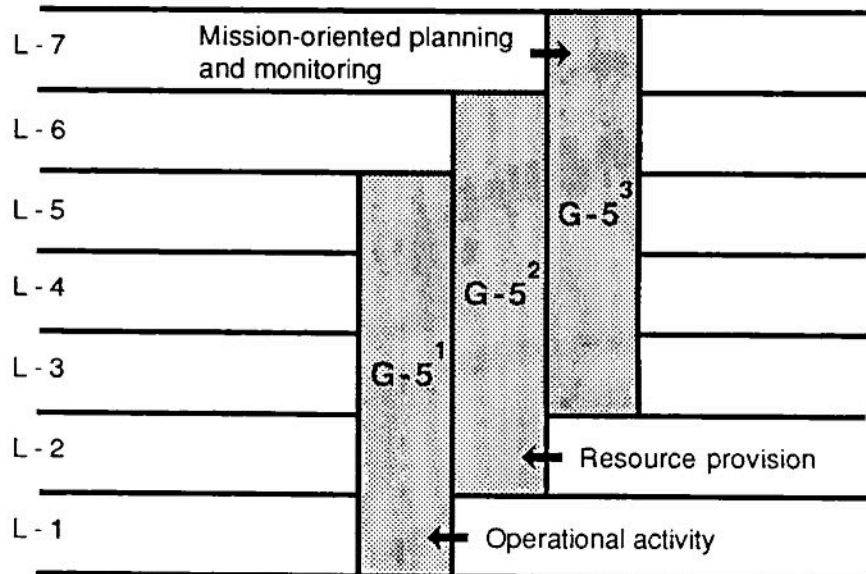 L - 7
Mission-oriented planning
and monitoring
L - 6
L - 5
G-5³
L - 4
G-5²
L - 3
G-5¹
L - 2
Resource provision
L - 1
Operational activity